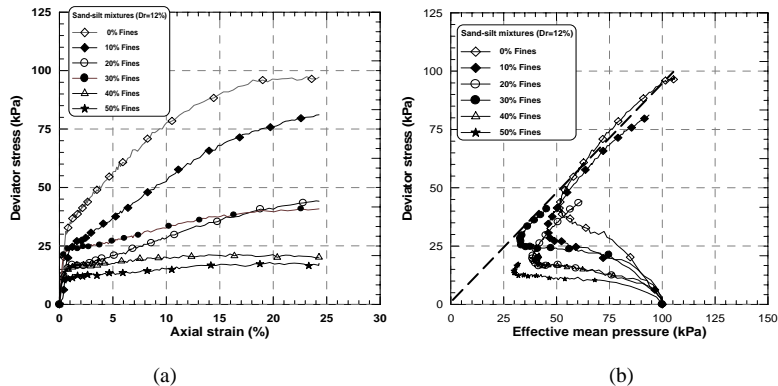 125
100
75
50
25
0
Deviator stress (kPa)
Sand-silt mixtures (Dr=12%)
0% Fines
10% Fines
20% Fines
30% Fines
40% Fines
50% Fines
0 5 10 15 20 25 30
Axial strain (%)
(a)
125
100
75
50
25
0
Deviator stress (kPa)
Sand-silt mixtures (Dr=12%)
0% Fines
10% Fines
20% Fines
30% Fines
40% Fines
50% Fines
0 25 50 75 100 125 150
Effective mean pressure (kPa)
(b)